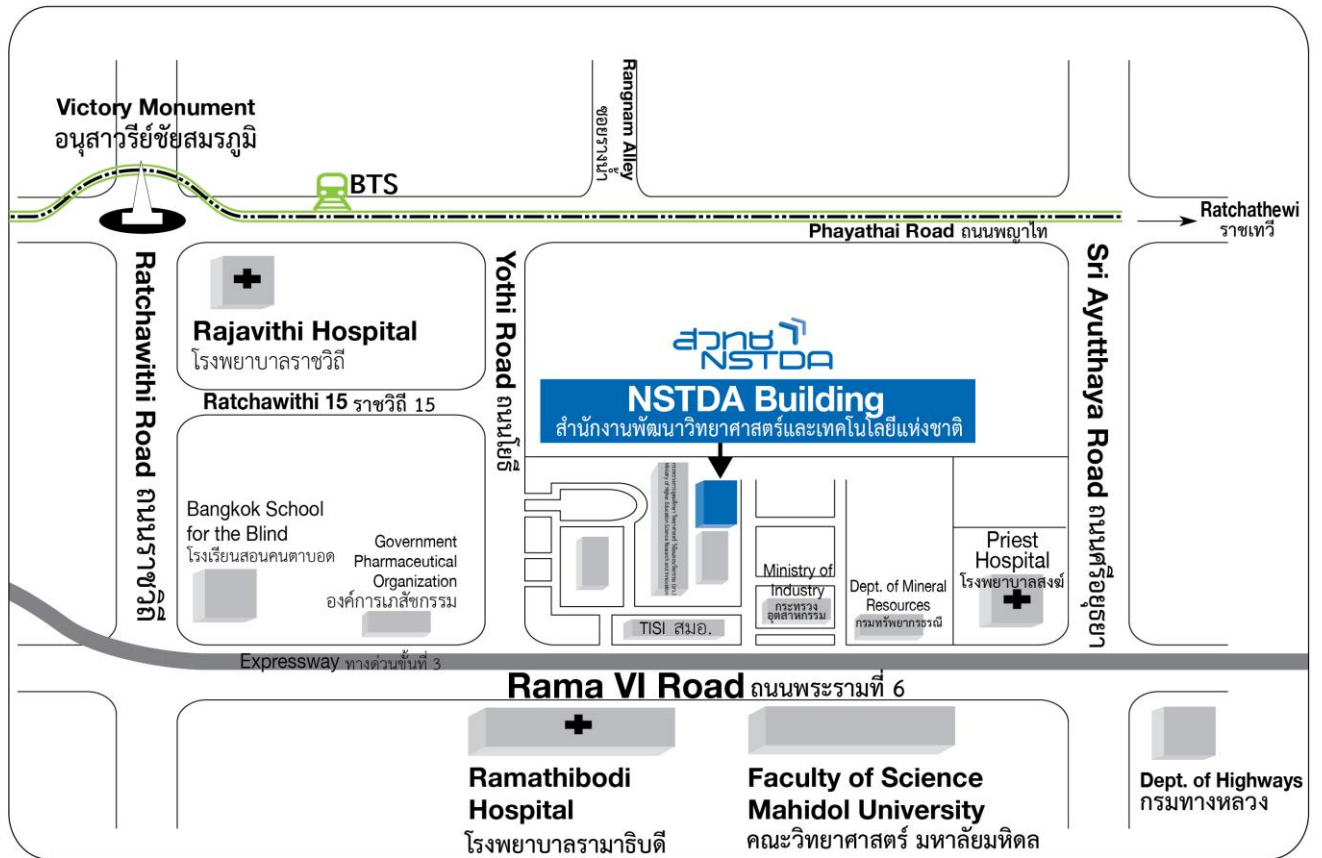 Victory Monument
อนุสาวรีย์ชัยสมรภูมิ
BTS
Rangnam Alley
ซอยรางน้ำ
Phayathai Road ถนนพญาไท
Ratchathewi
ราชเทวี
Ratchawithi Road ถนนราชวิถี
Rajavithi Hospital
โรงพยาบาลราชวิถี
Ratchawithi 15 ราชวิถี 15
Yothi Road ถนนโยธี
สวทช
NSTDA
NSTDA Building
สำนักงานพัฒนาวิทยาศาสตร์และเทคโนโลยีแห่งชาติ
Sri Ayutthaya Road ถนนศรีอยุธยา
Bangkok School
for the Blind
โรงเรียนสอนคนตาบอด
Government
Pharmaceutical
Organization
องค์การเภสัชกรรม
Ministry of Higher Education Science Research and Innovation
TISI สมอ.
Ministry of
Industry
กระทรวง
อุตสาหกรรม
Dept. of Mineral
Resources
กรมทรัพยากรธรณี
Priest
Hospital
โรงพยาบาลสงฆ์
Expressway ทางด่วนขั้นที่ 3
Rama VI Road ถนนพระรามที่ 6
Ramathibodi
Hospital
โรงพยาบาลรามาธิบดี
Faculty of Science
Mahidol University
คณะวิทยาศาสตร์ มหาลัยมหิดล
Dept. of Highways
กรมทางหลวง